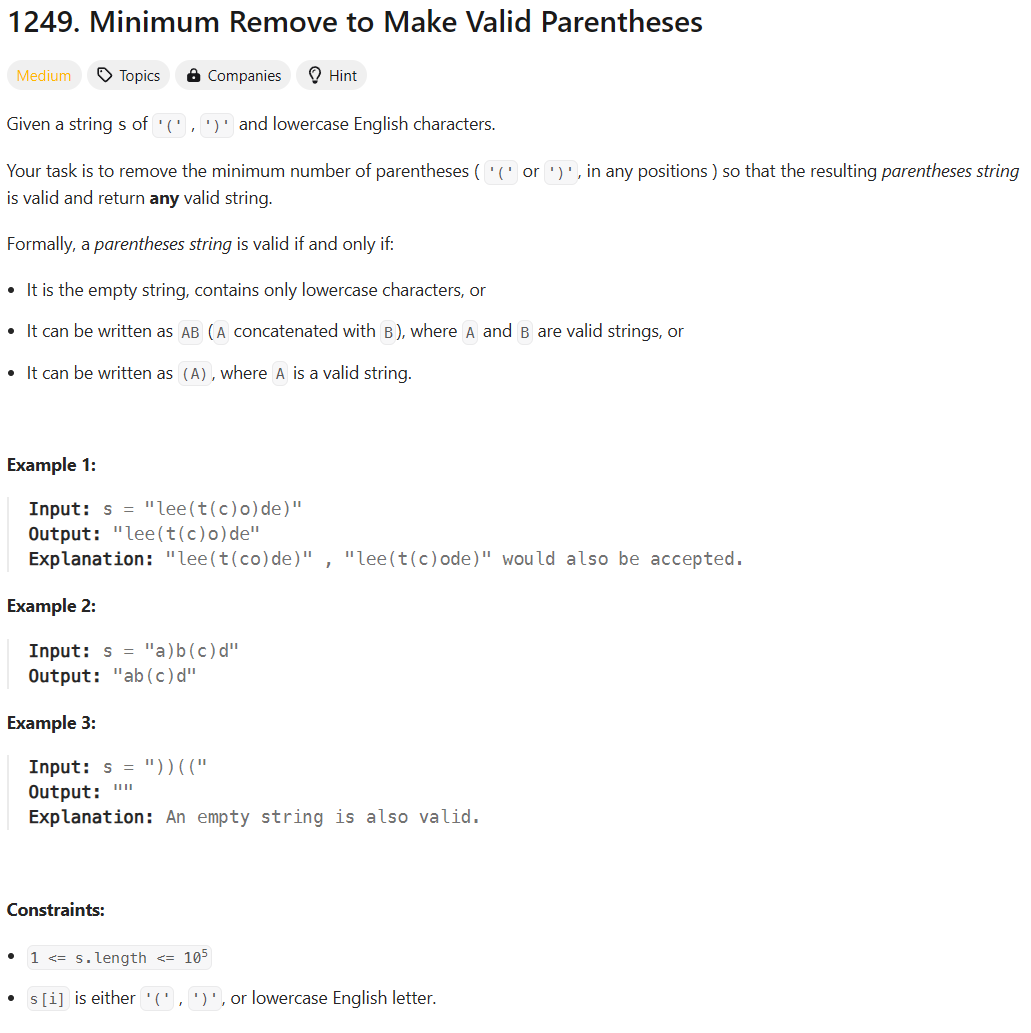 1249. Minimum Remove to Make Valid Parentheses
Medium Topics Companies Hint
Given a string s of '(' , ')' and lowercase English characters.
Your task is to remove the minimum number of parentheses ( '(' or ')', in any positions ) so that the resulting parentheses string
is valid and return any valid string.
Formally, a parentheses string is valid if and only if:
• It is the empty string, contains only lowercase characters, or
• It can be written as AB (A concatenated with B), where A and B are valid strings, or
• It can be written as (A), where A is a valid string.
Example 1:
Input: s = "lee(t(c)o)de)"
Output: "lee(t(c)o)de"
Explanation: "lee(t(co)de)" , "lee(t(c)ode)" would also be accepted.
Example 2:
Input: s = "a)b(c)d"
Output: "ab(c)d"
Example 3:
Input: s = "))(("
Output: ""
Explanation: An empty string is also valid.
Constraints:
• 1 <= s.length <= 10⁵
• s[i] is either '(' , ')', or lowercase English letter.